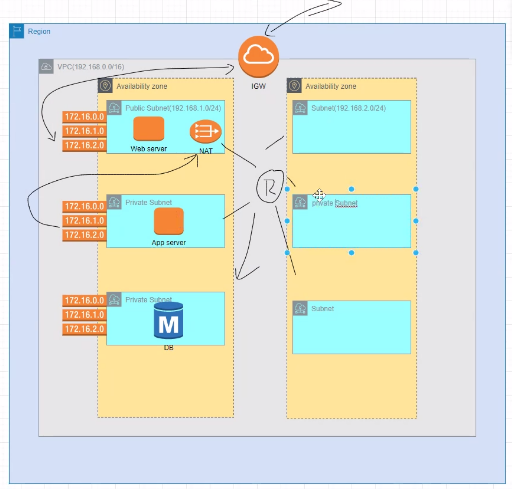 Region
VPC(192.168.0.0/16)
IGW
Availability zone
Availability zone
Public Subnet(192.168.1.0/24)
Subnet(192.168.2.0/24)
172.16.0.0
172.16.1.0
172.16.2.0
Web server
NAT
R
Private Subnet
private Subnet
172.16.0.0
172.16.1.0
172.16.2.0
App server
Private Subnet
Subnet
172.16.0.0
172.16.1.0
172.16.2.0
M
DB